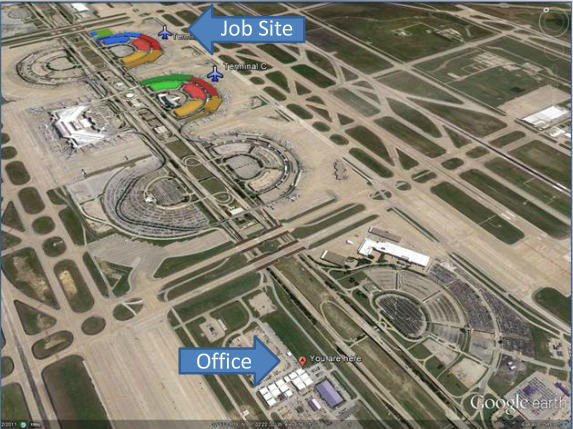 Job Site
Terminal C
Office
You are here
Google earth